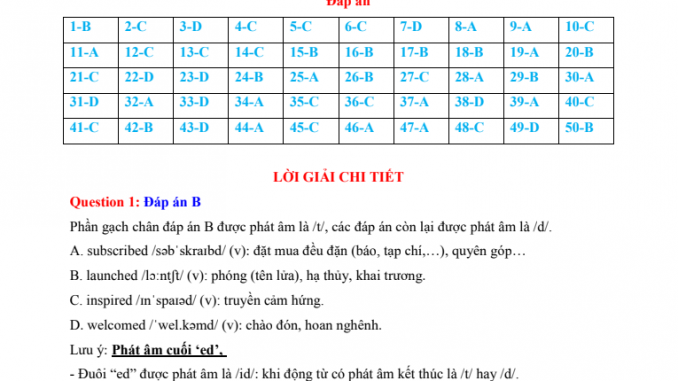 Đáp án
1-B 2-C 3-D 4-C 5-C 6-C 7-D 8-A 9-A 10-C
11-A 12-C 13-C 14-C 15-B 16-B 17-B 18-B 19-A 20-B
21-C 22-D 23-D 24-B 25-A 26-B 27-C 28-A 29-B 30-A
31-D 32-A 33-D 34-A 35-C 36-C 37-A 38-D 39-A 40-C
41-C 42-B 43-D 44-A 45-C 46-A 47-A 48-C 49-D 50-B
LỜI GIẢI CHI TIẾT
Question 1: Đáp án B
Phần gạch chân đáp án B được phát âm là /t/, các đáp án còn lại được phát âm là /d/.
A. subscribed /səbˈskraɪbd/ (v): đặt mua đều đặn (báo, tạp chí,…), quyên góp…
B. launched /lɔːntʃt/ (v): phóng (tên lửa), hạ thủy, khai trương.
C. inspired /ɪnˈspaɪəd/ (v): truyền cảm hứng.
D. welcomed /ˈwel.kəmd/ (v): chào đón, hoan nghênh.
Lưu ý: Phát âm cuối ‘ed’.
- Đuôi “ed” được phát âm là /id/: khi động từ có phát âm kết thúc là /t/ hay /d/.